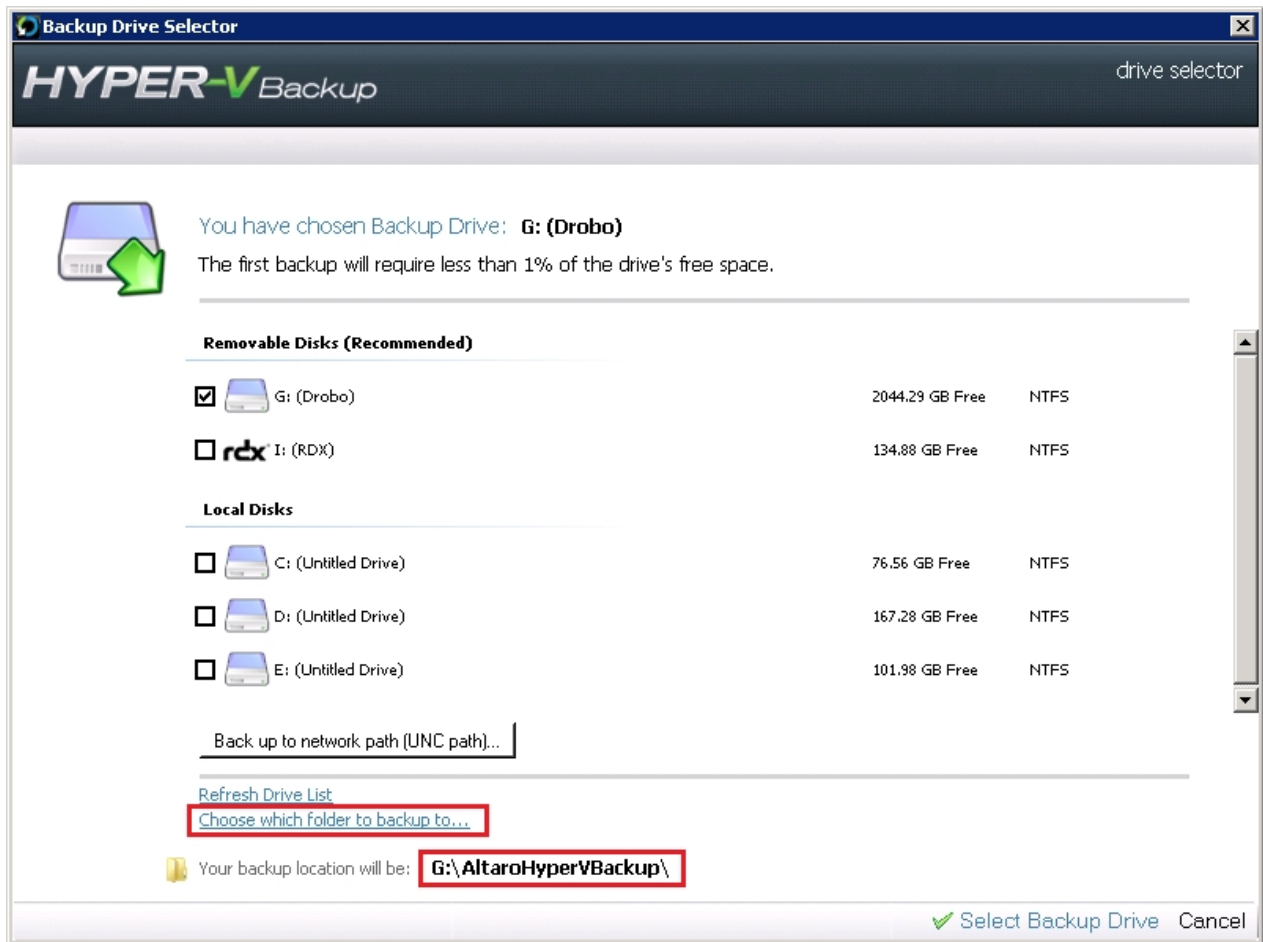 Backup Drive Selector
HYPER-V Backup
drive selector
You have chosen Backup Drive: G: (Drobo)
The first backup will require less than 1% of the drive's free space.
Removable Disks (Recommended)
G: (Drobo) 2044.29 GB Free NTFS
rdx I: (RDX) 134.88 GB Free NTFS
Local Disks
C: (Untitled Drive) 76.56 GB Free NTFS
D: (Untitled Drive) 167.28 GB Free NTFS
E: (Untitled Drive) 101.98 GB Free NTFS
Back up to network path (UNC path)...
Refresh Drive List
Choose which folder to backup to...
Your backup location will be: G:\AltaroHyperVBackup\
Select Backup Drive Cancel